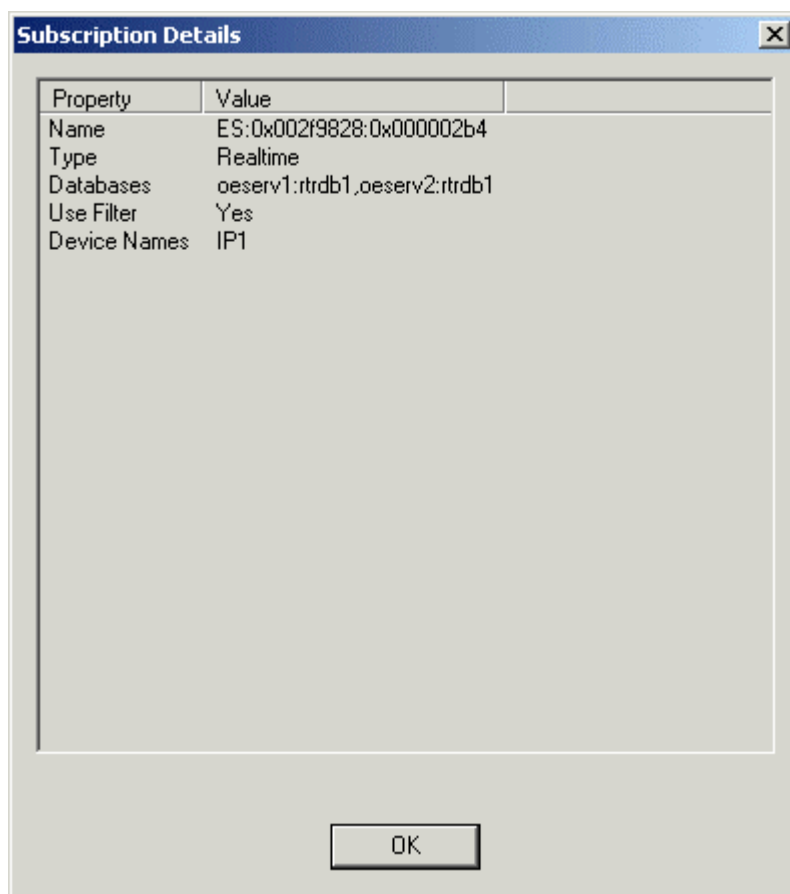 Subscription Details
Property Value
Name ES:0x002f9828:0x000002b4
Type Realtime
Databases oeserv1:rtrdb1,oeserv2:rtrdb1
Use Filter Yes
Device Names IP1
OK